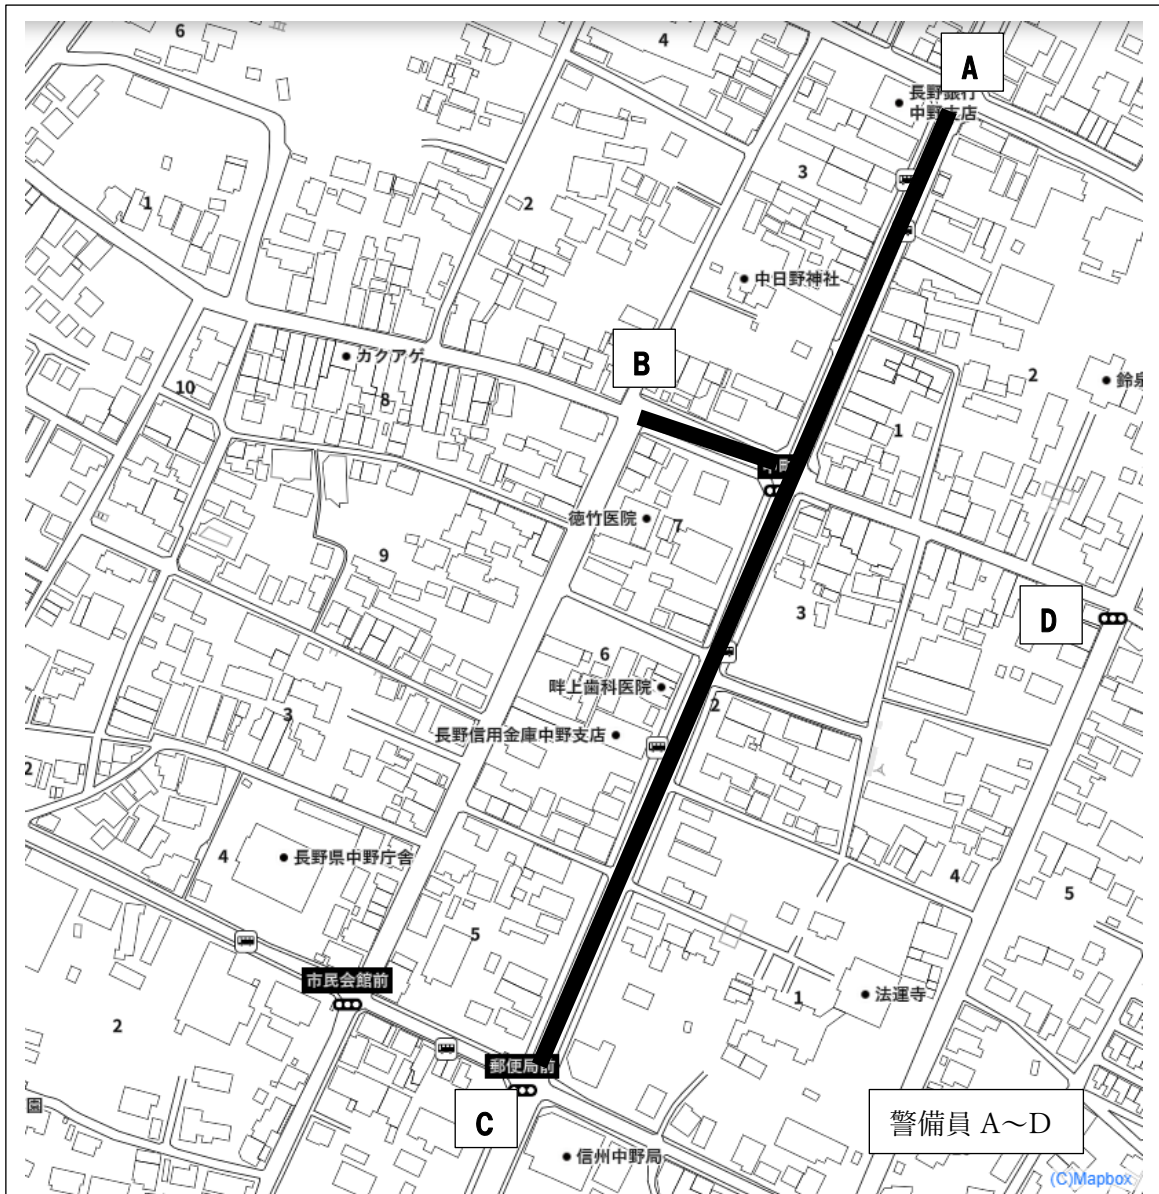 6
4
A
長野銀行
中野支店
3
1
2
中日野神社
B
カクアゲ
2
10
8
1
徳竹医院
7
9
3
D
6
畔上歯科医院
2
3
長野信用金庫中野支店
2
4
長野県中野庁舎
4
5
5
市民会館前
法運寺
1
2
郵便局前
C
警備員 A～D
園
信州中野局
(C)Mapbox